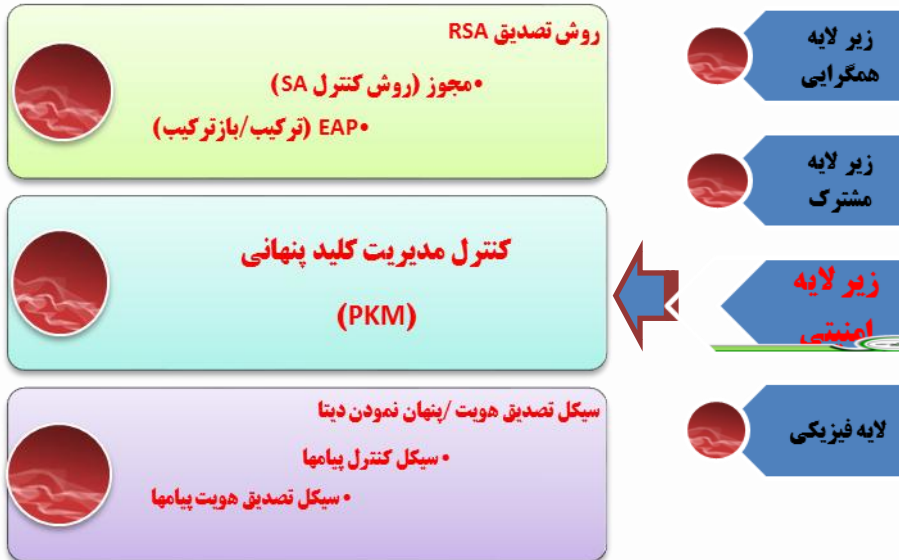 زیر لایه
همگرایی
زیر لایه
مشترک
زیر لایه
امنیتی
لایه فیزیکی
روش تصدیق RSA
•مجوز (روش کنترل SA)
•EAP (ترکیب/بازترکیب)
کنترل مدیریت کلید پنهانی
(PKM)
سیکل تصدیق هویت /پنهان نمودن دیتا
• سیکل کنترل پیامها
• سیکل تصدیق هویت پیامها